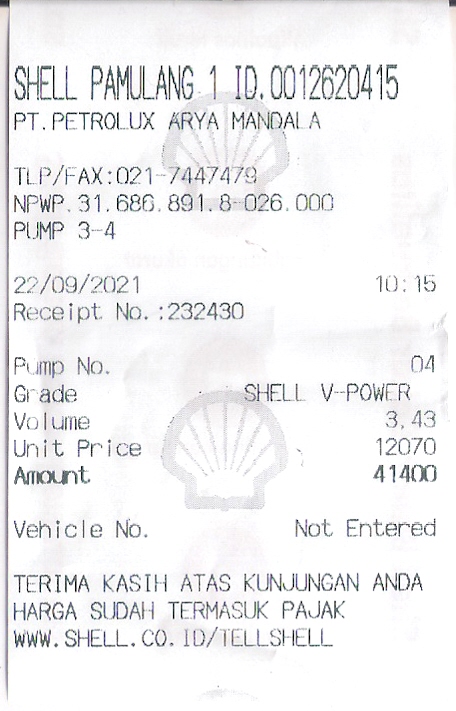 SHELL PAMULANG 1 ID.0012620415
PT.PETROLUX ARYA MANDALA
TLP/FAX:021-7447479
NPWP.31.686.891.8-026.000
PUMP 3-4
22/09/2021 10:15
Receipt No.:232430
Pump No. 04
Grade SHELL V-POWER
Volume 3,43
Unit Price 12070
Amount 41400
Vehicle No. Not Entered
TERIMA KASIH ATAS KUNJUNGAN ANDA
HARGA SUDAH TERMASUK PAJAK
WWW.SHELL.CO.ID/TELLSHELL